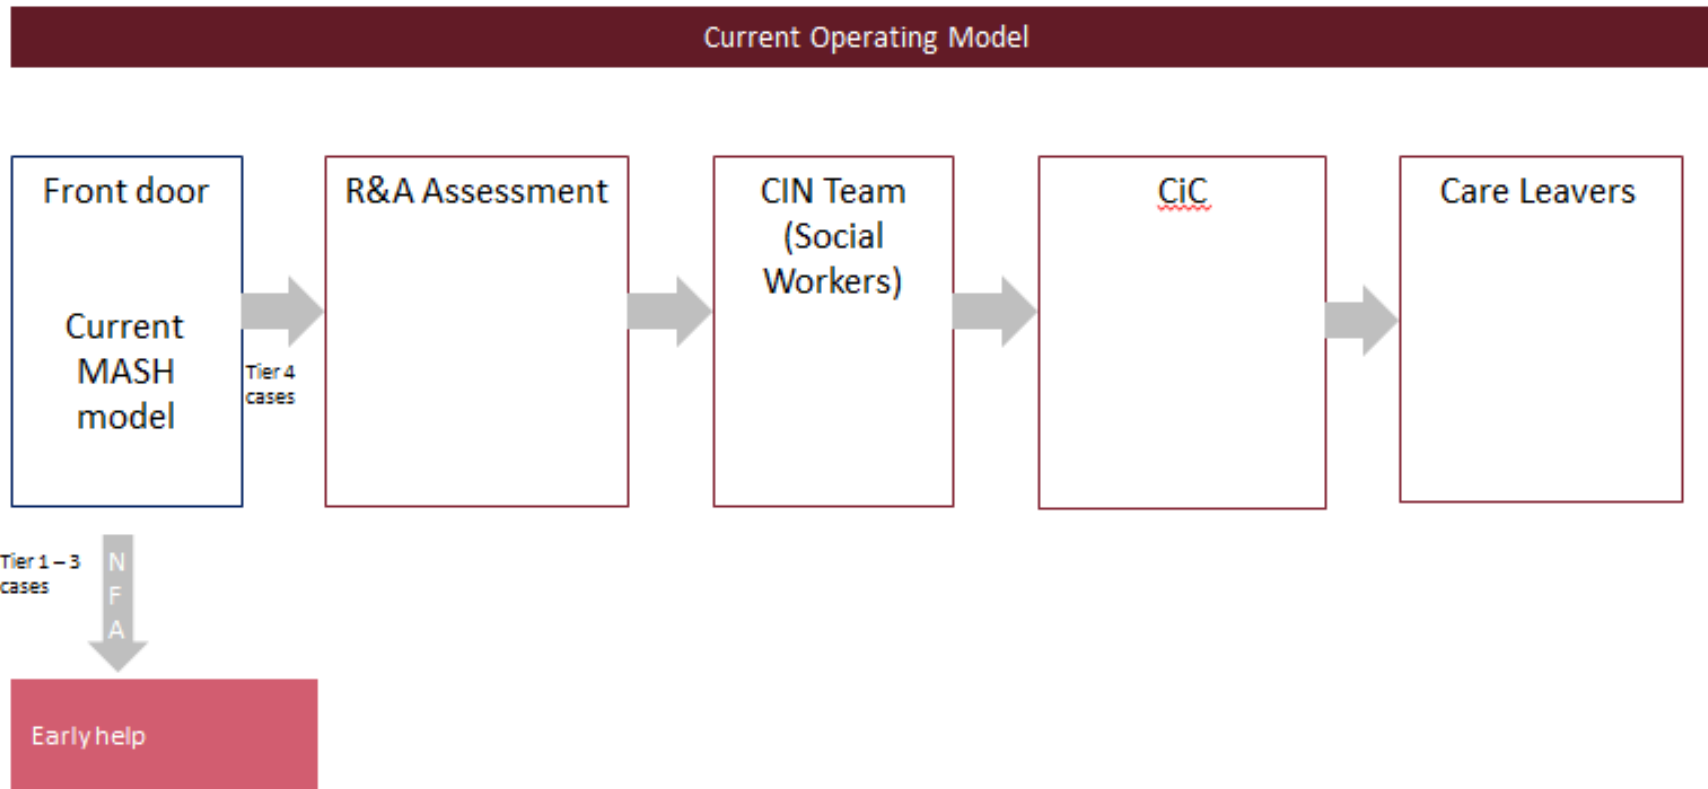 Current Operating Model
Front door
Current
MASH
model
Tier 4
cases
R&A Assessment
CIN Team
(Social
Workers)
CiC
Care Leavers
Tier 1 – 3
cases
N
F
A
Early help